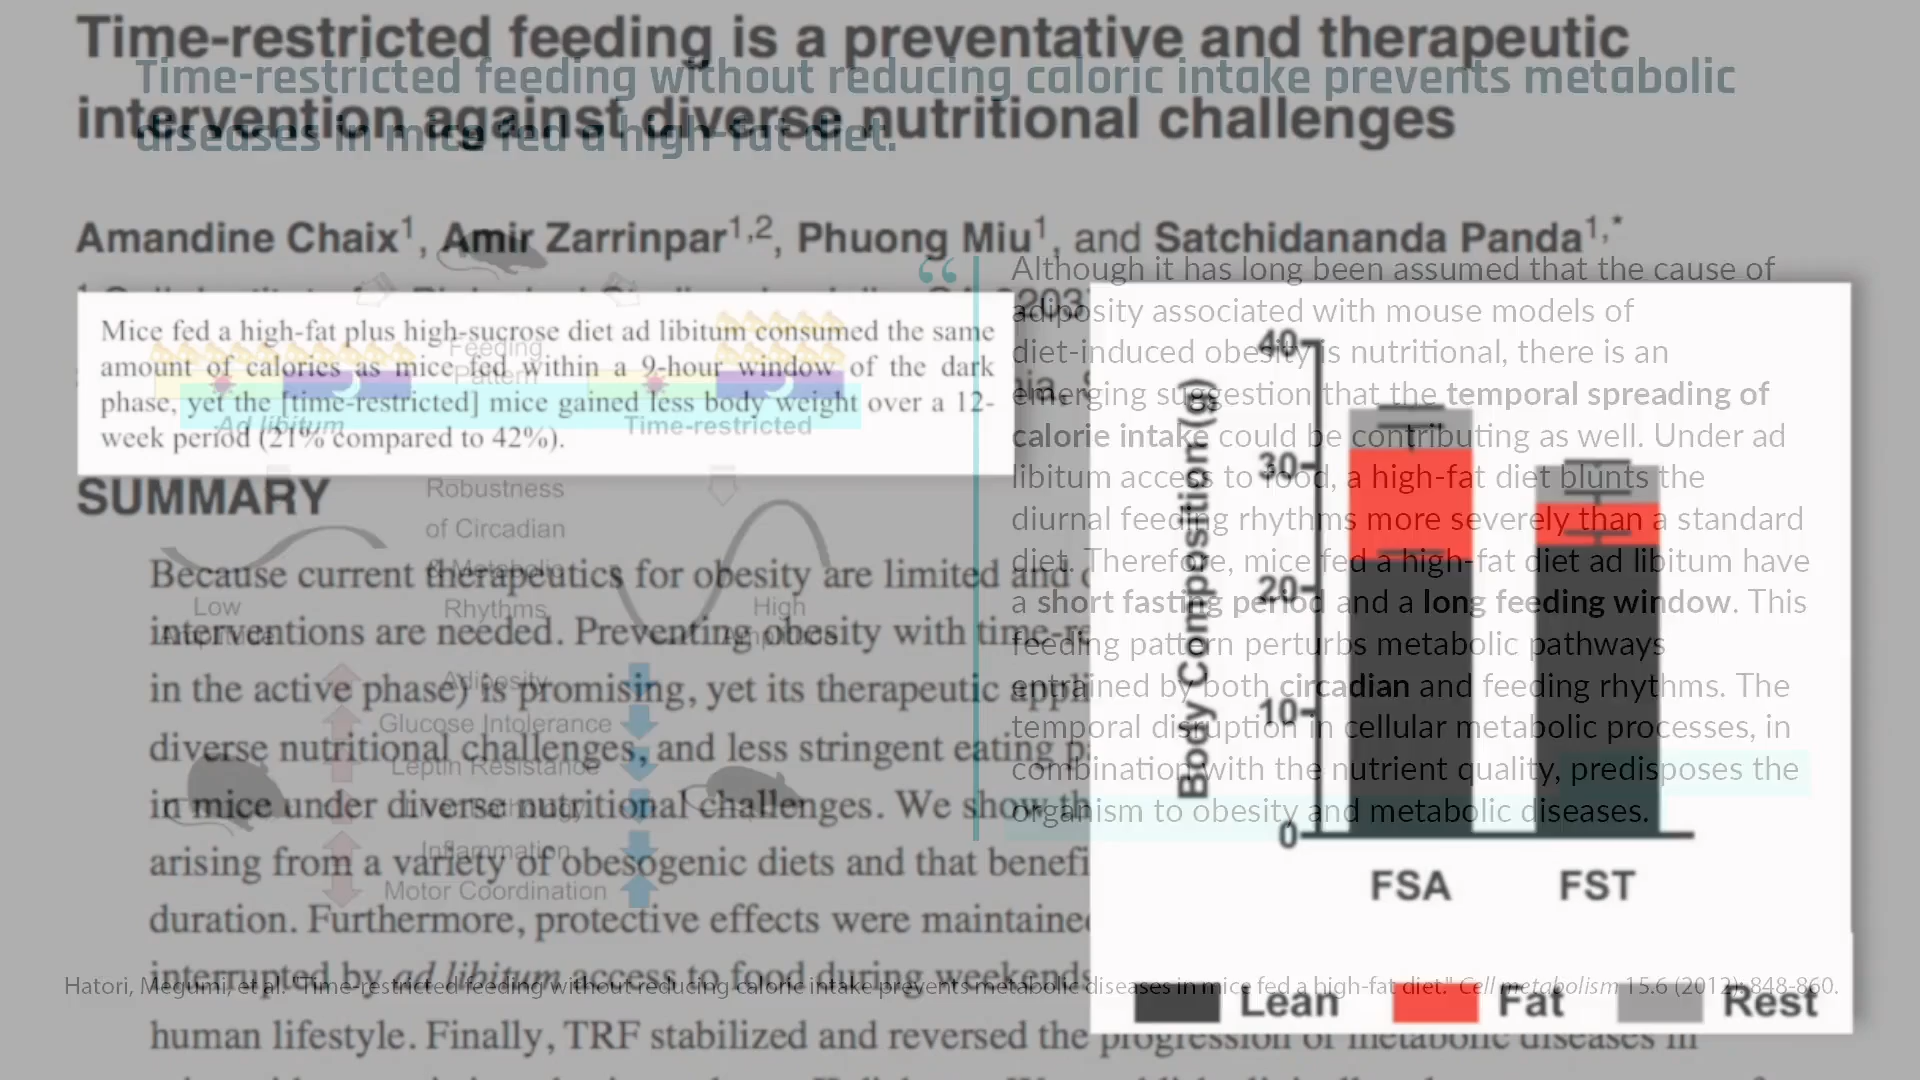 Time-restricted feeding is a preventative and therapeutic
intervention against diverse nutritional challenges
Time-restricted feeding without reducing caloric intake prevents metabolic
diseases in mice fed a high-fat diet.
Amandine Chaix1, Amir Zarrinpar1,2, Phuong Miu1, and Satchidananda Panda1,*
Mice fed a high-fat plus high-sucrose diet ad libitum consumed the same
amount of calories as mice fed within a 9-hour window of the dark
phase, yet the [time-restricted] mice gained less body weight over a 12-
week period (21% compared to 42%).
Feeding
Pattern
Ad libitum
Time-restricted
SUMMARY
Because current therapeutics for obesity are limited and
interventions are needed. Preventing obesity with time-r
in the active phase) is promising, yet its therapeutic
diverse nutritional challenges, and less stringent eating
in mice under diverse nutritional challenges. We show
arising from a variety of obesogenic diets and that benefi
duration. Furthermore, protective effects were maintained
interrupted by ad libitum access to food during weekends
human lifestyle. Finally, TRF stabilized and reversed the progression of metabolic diseases in
Robustness
of Circadian
& Metabolic
Rhythms
Low
Amplitude
High
Amplitude
Adiposity
Glucose Intolerance
Leptin Resistance
Inflammation
Motor Coordination
“
Although it has long been assumed that the cause of
adiposity associated with mouse models of
diet-induced obesity is nutritional, there is an
emerging suggestion that the temporal spreading of
calorie intake could be contributing as well. Under ad
libitum access to food, a high-fat diet blunts the
diurnal feeding rhythms more severely than a standard
diet. Therefore, mice fed a high-fat diet ad libitum have
a short fasting period and a long feeding window. This
feeding pattern perturbs metabolic pathways
entrained by both circadian and feeding rhythms. The
temporal disruption in cellular metabolic processes, in
combination with the nutrient quality, predisposes the
organism to obesity and metabolic diseases.
Body Composition (g)
40
30
20
10
0
FSA FST
Lean Fat Rest
Hatori, Megumi, et al. "Time-restricted feeding without reducing caloric intake prevents metabolic diseases in mice fed a high-fat diet." Cell metabolism 15.6 (2012): 848-860.